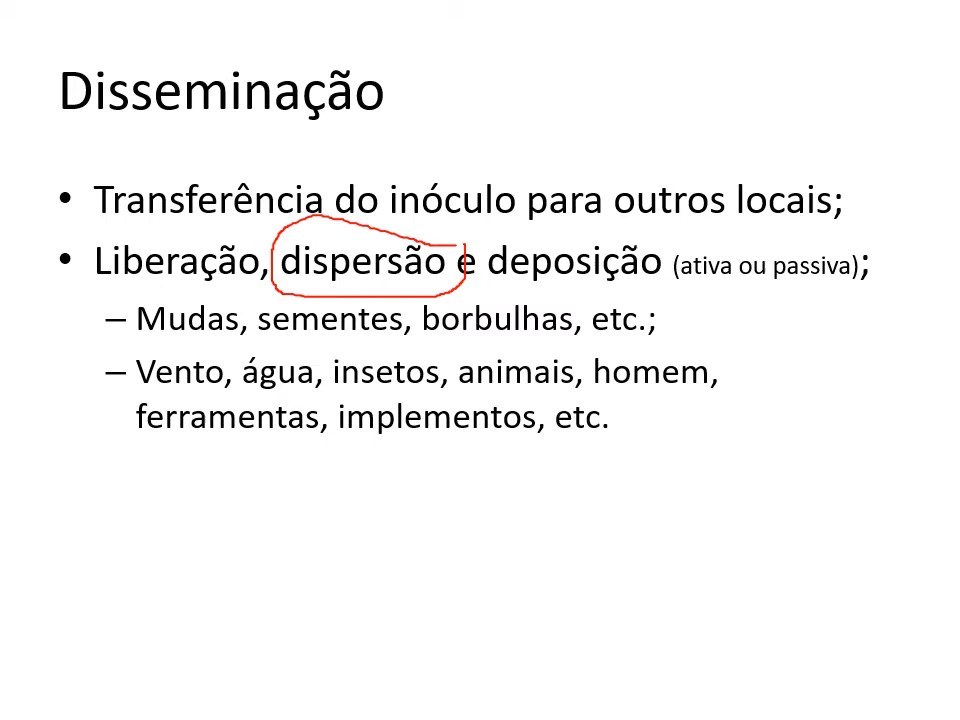 Disseminação
• Transferência do inóculo para outros locais;
• Liberação, dispersão e deposição (ativa ou passiva);
– Mudas, sementes, borbulhas, etc.;
– Vento, água, insetos, animais, homem,
ferramentas, implementos, etc.